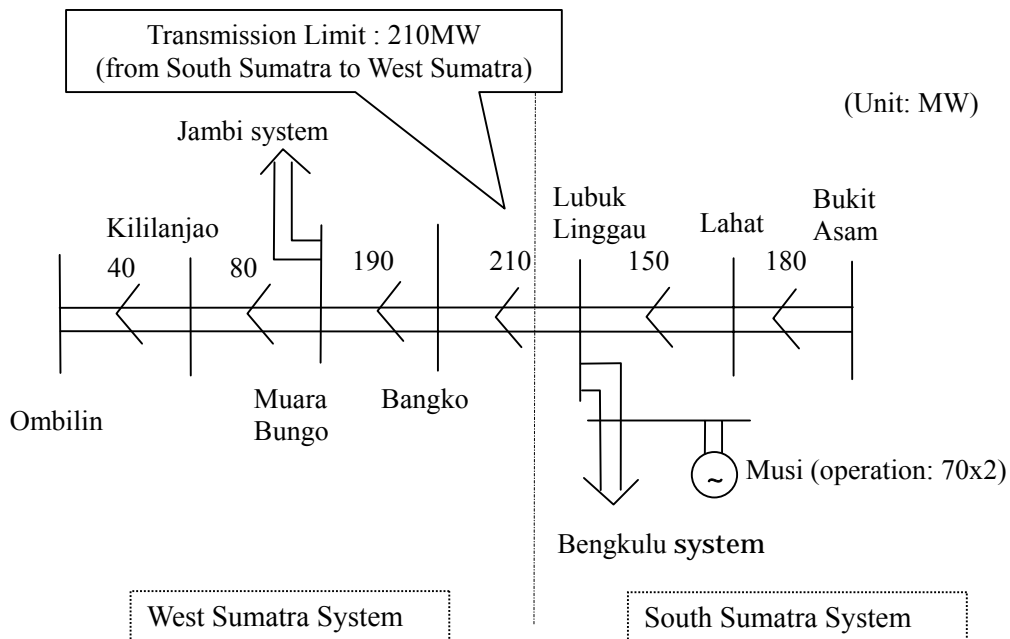 Transmission Limit : 210MW
(from South Sumatra to West Sumatra)
(Unit: MW)
Jambi system
Lubuk
Linggau
Bukit
Asam
Kililanjao
Lahat
40
80
190
210
150
180
Ombilin
Muara
Bungo
Bangko
~
Musi (operation: 70x2)
Bengkulu system
West Sumatra System
South Sumatra System